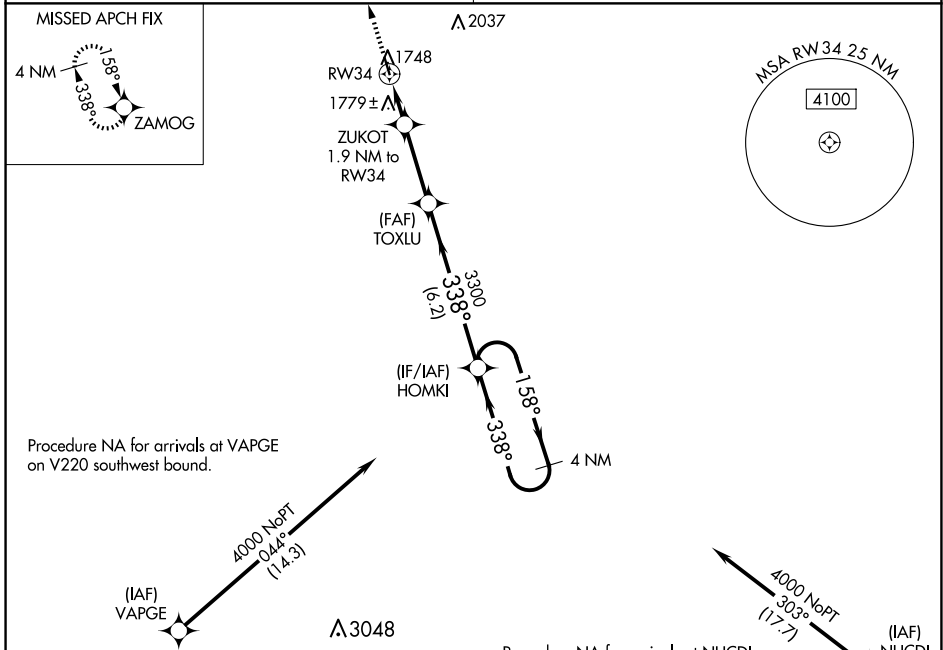 MISSED APCH FIX
4 NM
158°
338°
ZAMOG
2037
1748
RW34
1779 ±
ZUKOT
1.9 NM to
RW34
(FAF)
TOXLU
MSA RW34 25 NM
4100
3300
338°
(6.2)
(IF/IAF)
HOMKI
158°
338°
4 NM
Procedure NA for arrivals at VAPGE
on V220 southwest bound.
4000 NoPT
044°
(14.3)
(IAF)
VAPGE
3048
4000 NoPT
303°
(17.7)
(IAF)